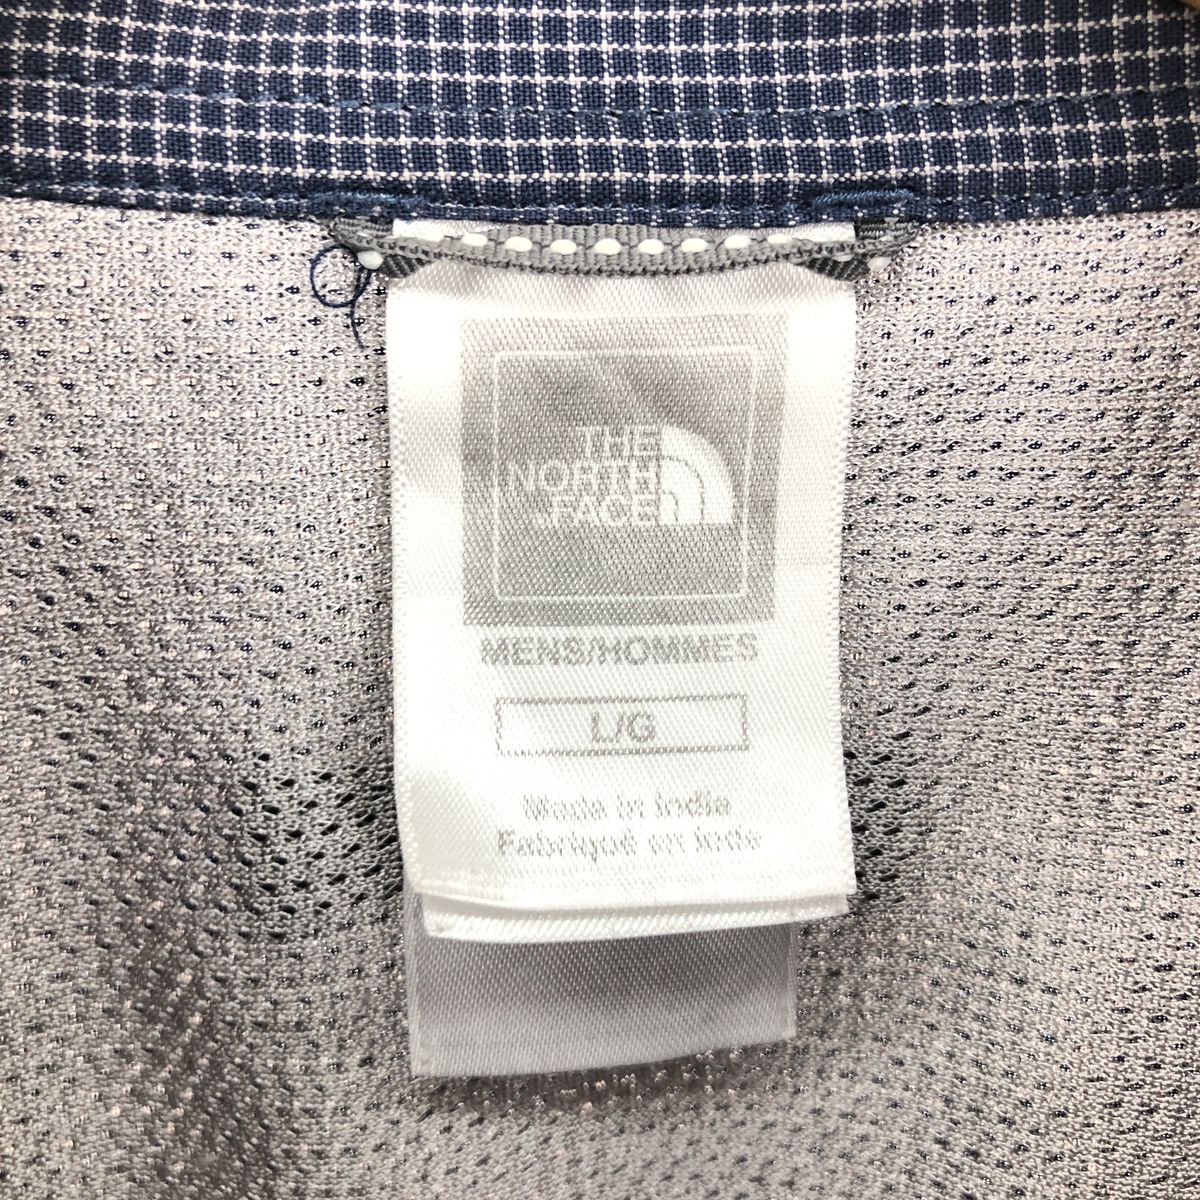 THE
NORTH
FACE
MENS/HOMMES
L/G
Made in India
Fabriqué en Inde